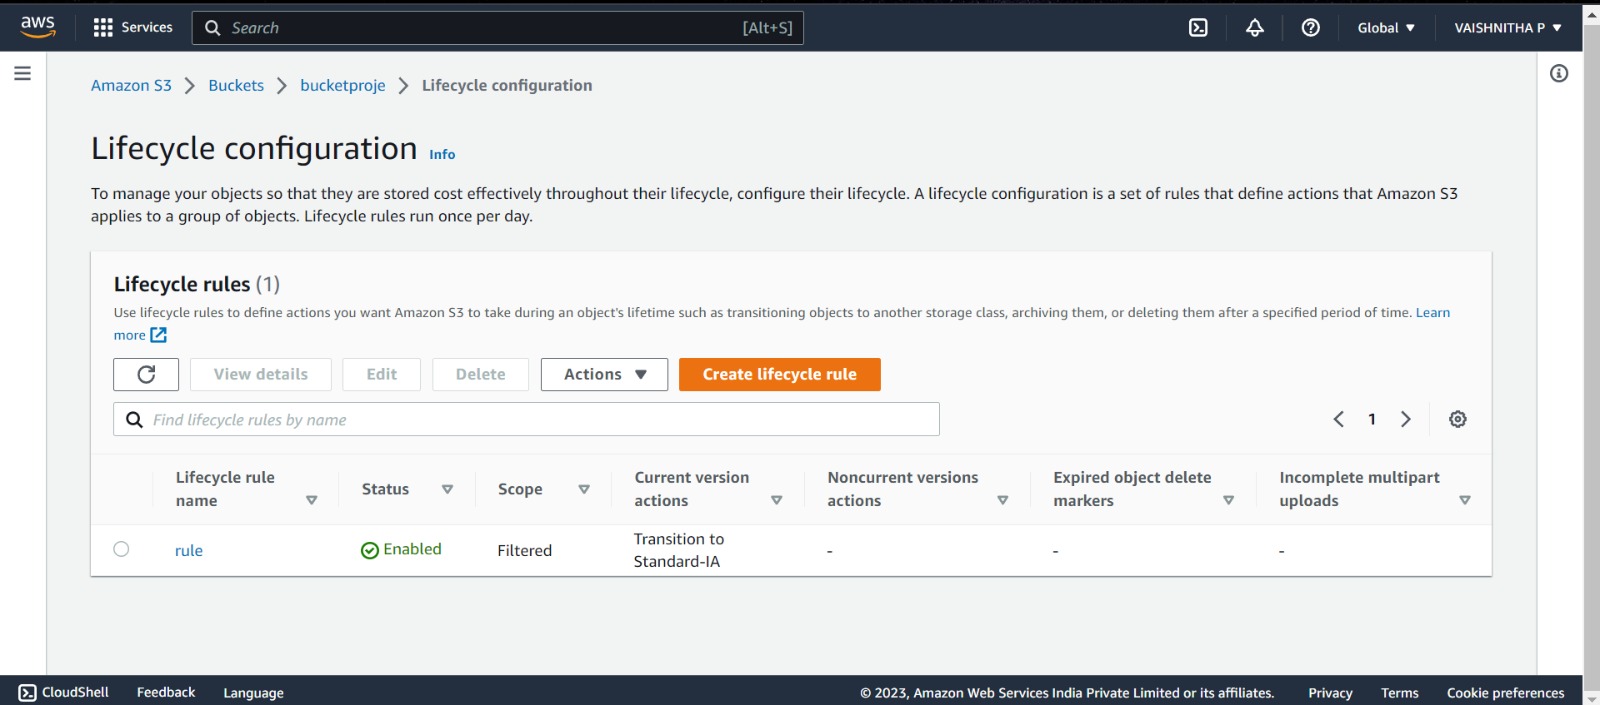 aws
Services
Search [Alt+S]
Global
VAISHNITHA P
Amazon S3 Buckets bucketproje Lifecycle configuration
Lifecycle configuration Info
To manage your objects so that they are stored cost effectively throughout their lifecycle, configure their lifecycle. A lifecycle configuration is a set of rules that define actions that Amazon S3
applies to a group of objects. Lifecycle rules run once per day.
Lifecycle rules (1)
Use lifecycle rules to define actions you want Amazon S3 to take during an object's lifetime such as transitioning objects to another storage class, archiving them, or deleting them after a specified period of time. Learn
more
View details Edit Delete Actions Create lifecycle rule
Find lifecycle rules by name
1
Lifecycle rule
name
Status
Scope
Current version
actions
Noncurrent versions
actions
Expired object delete
markers
Incomplete multipart
uploads
rule
Enabled
Filtered
Transition to
Standard-IA
-
-
-
CloudShell Feedback Language © 2023, Amazon Web Services India Private Limited or its affiliates. Privacy Terms Cookie preferences